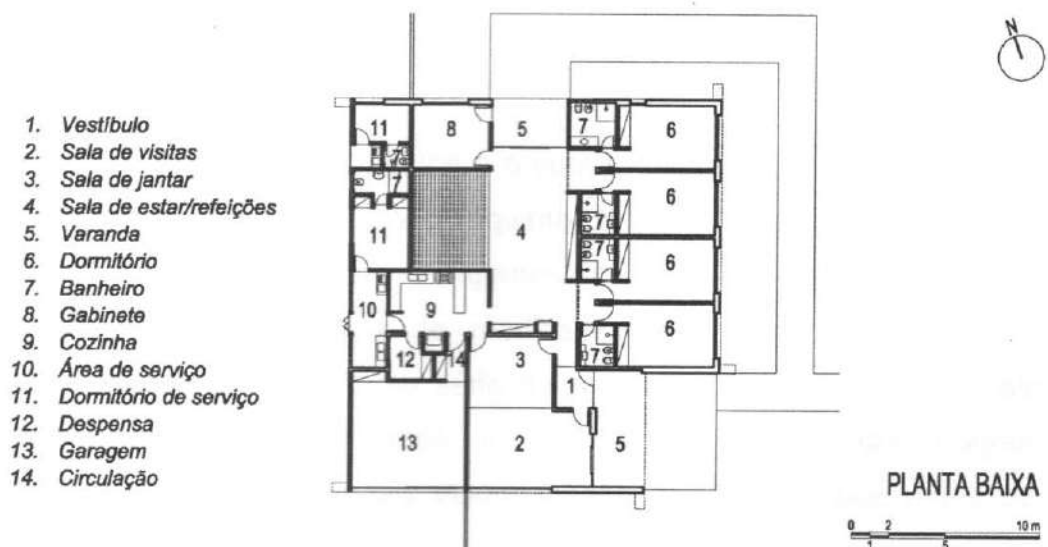 N
1. Vestíbulo
2. Sala de visitas
3. Sala de jantar
4. Sala de estar/refeições
5. Varanda
6. Dormitório
7. Banheiro
8. Gabinete
9. Cozinha
10. Área de serviço
11. Dormitório de serviço
12. Despensa
13. Garagem
14. Circulação
11 8 5 7 6
7
7 6
11 4 7
7 6
10 9
6
12 14 3 7
1
13 2 5
PLANTA BAIXA
0 2 10 m
1 5